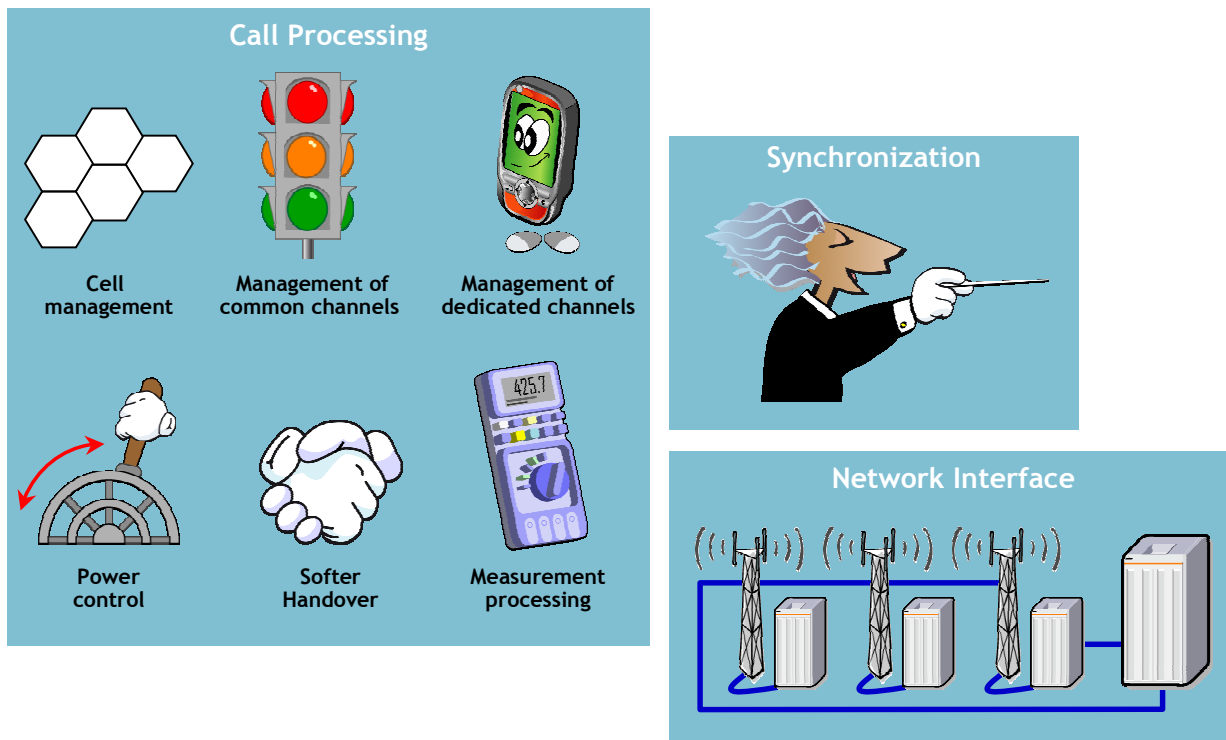 Call Processing
Cell
management
Management of
common channels
Management of
dedicated channels
425.7
Power
control
Softer
Handover
Measurement
processing
Synchronization
Network Interface